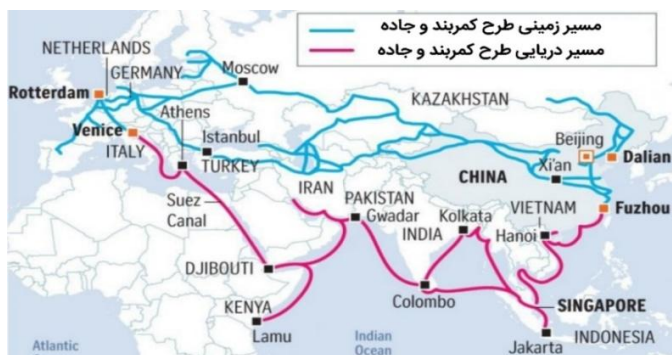 مسیر زمینی طرح کمربند و جاده
مسیر دریایی طرح کمربند و جاده
NETHERLANDS
GERMANY
Moscow
Rotterdam
KAZAKHSTAN
Athens
Venice
Istanbul
Beijing
Dalian
ITALY
TURKEY
Xi'an
CHINA
IRAN
Suez
Canal
PAKISTAN
Gwadar
Kolkata
VIETNAM
Fuzhou
INDIA
Hanoi
DJIBOUTI
Colombo
SINGAPORE
KENYA
Lamu
Atlantic
Indian
Ocean
Jakarta
INDONESIA